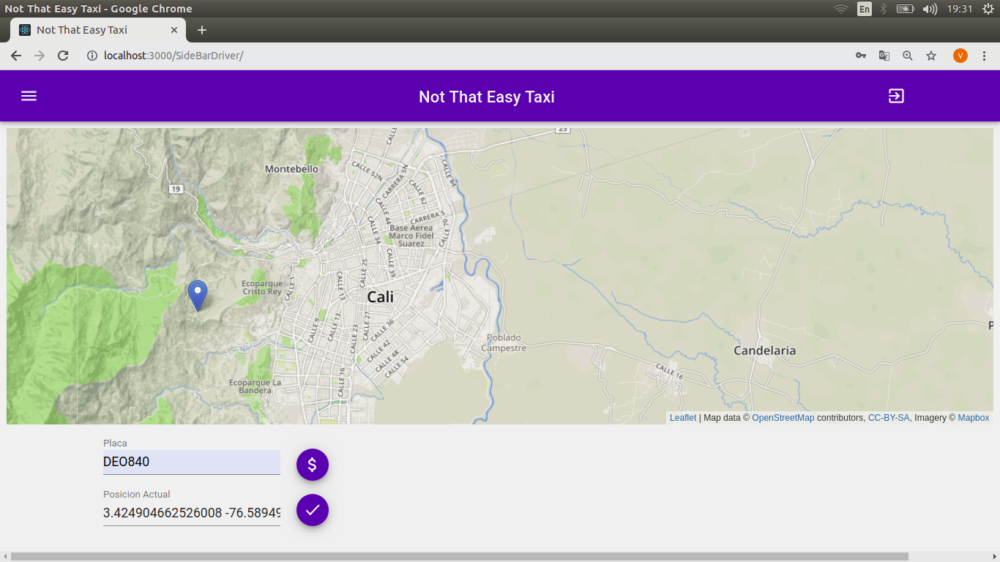 Not That Easy Taxi - Google Chrome
En
19:31
Not That Easy Taxi
localhost:3000/SideBarDriver/
V
Not That Easy Taxi
CALLE
25
CALLE 84
Montebello
CALLE 52N
CARRERA 5N
CALLE 62
19
CARRERA 5
CALLE 44
CALLE 70
Base Aerea
Marco Fidel
Suarez
CALLE 34
CALLE 39
CALLE 25
CALLE 1
CALLE 13
Ecoparque
Cristo Rey
Cali
CALLE 9
CALLE 13
CALLE 27
CALLE 23
CALLE 36
CALLE 42
CALLE 48
CALLE 54
Poblado
Campestre
P
Candelaria
CALLE 16
CALLE 16
Ecoparque La
Bandera
Leaflet | Map data © OpenStreetMap contributors, CC-BY-SA, Imagery © Mapbox
Placa
DEO840
$
Posicion Actual
3.424904662526008 -76.58949